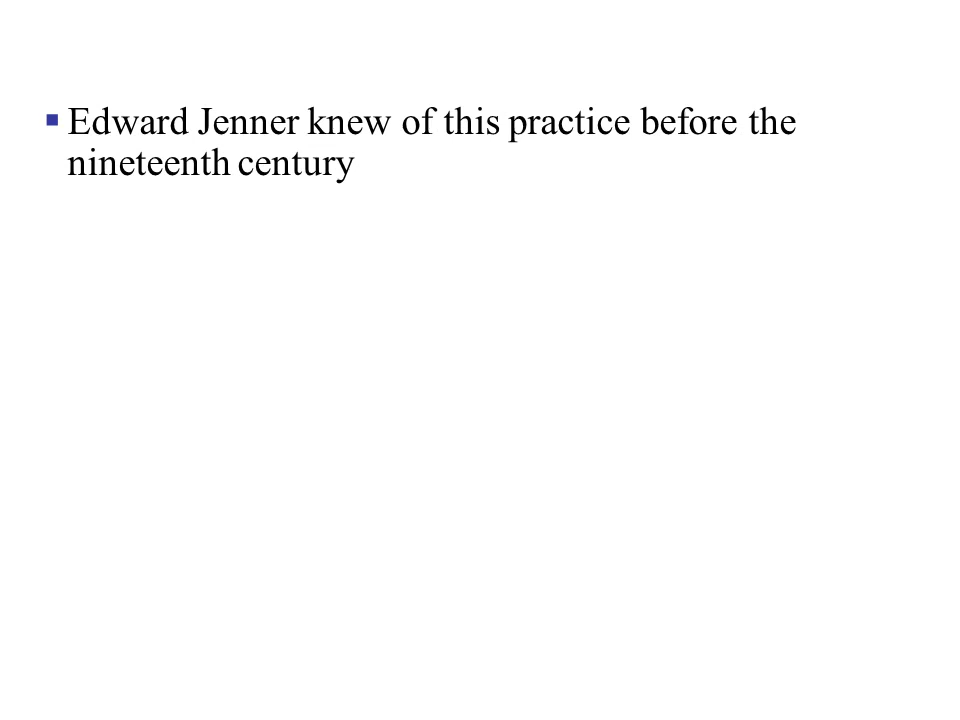 ▪ Edward Jenner knew of this practice before the
nineteenth century